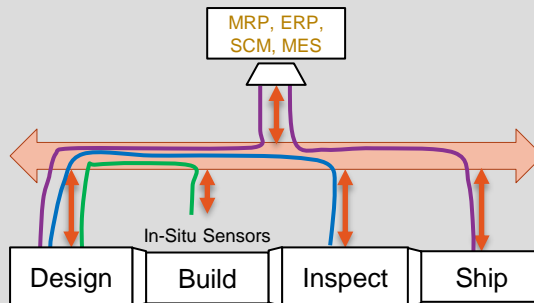 MRP, ERP,
SCM, MES
In-Situ Sensors
Design
Build
Inspect
Ship